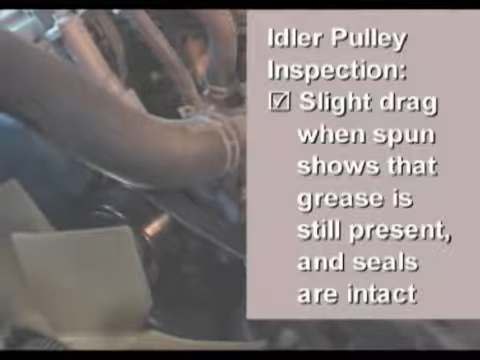 Idler Pulley
Inspection:
☑ Slight drag
when spun
shows that
grease is
still present,
and seals
are intact